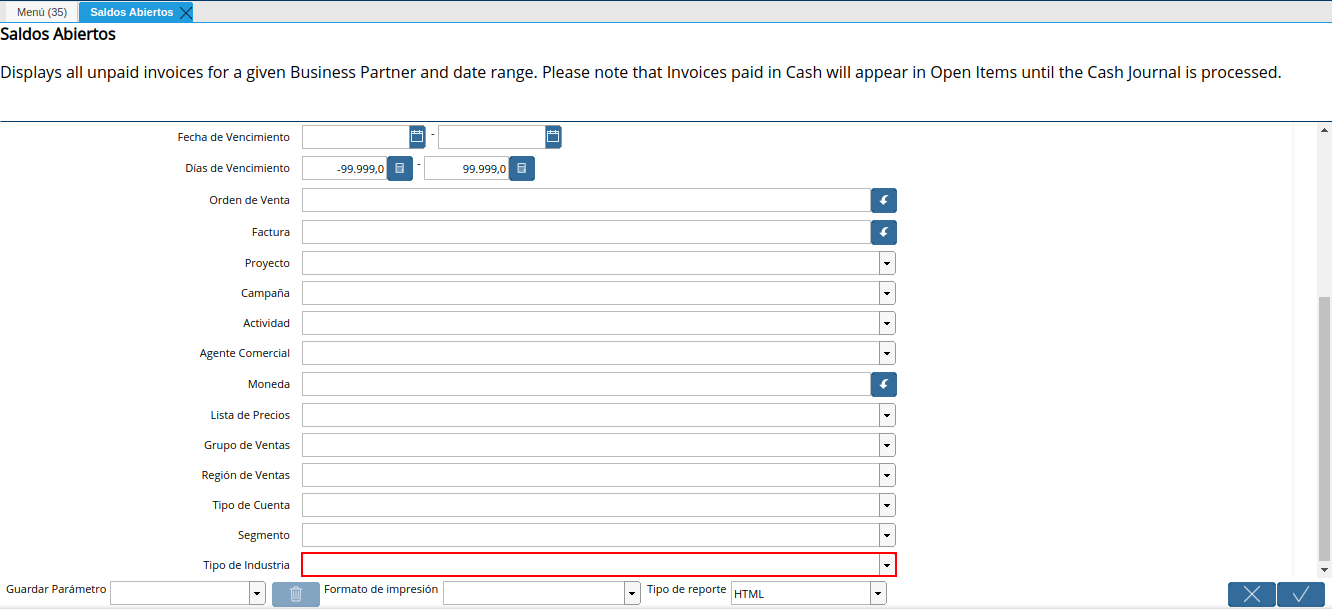 Menú (35)
Saldos Abiertos
Saldos Abiertos
Displays all unpaid invoices for a given Business Partner and date range. Please note that Invoices paid in Cash will appear in Open Items until the Cash Journal is processed.
Fecha de Vencimiento -
Días de Vencimiento -99.999,0 - 99.999,0
Orden de Venta
Factura
Proyecto
Campaña
Actividad
Agente Comercial
Moneda
Lista de Precios
Grupo de Ventas
Región de Ventas
Tipo de Cuenta
Segmento
Tipo de Industria
Guardar Parámetro Formato de impresión Tipo de reporte HTML